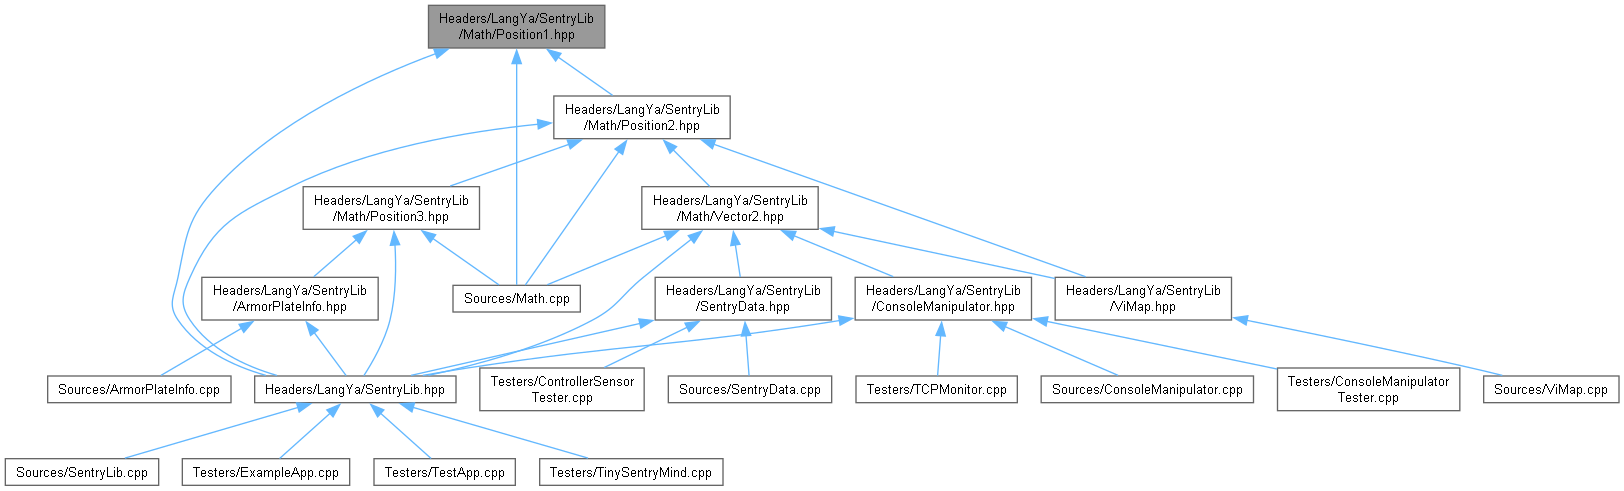 Headers/LangYa/SentryLib
/Math/Position1.hpp
Headers/LangYa/SentryLib
/Math/Position2.hpp
Headers/LangYa/SentryLib
/Math/Position3.hpp
Headers/LangYa/SentryLib
/Math/Vector2.hpp
Headers/LangYa/SentryLib
/ArmorPlateInfo.hpp
Sources/Math.cpp
Headers/LangYa/SentryLib
/SentryData.hpp
Headers/LangYa/SentryLib
/ConsoleManipulator.hpp
Headers/LangYa/SentryLib
/ViMap.hpp
Sources/ArmorPlateInfo.cpp
Headers/LangYa/SentryLib.hpp
Testers/ControllerSensor
Tester.cpp
Sources/SentryData.cpp
Testers/TCPMonitor.cpp
Sources/ConsoleManipulator.cpp
Testers/ConsoleManipulator
Tester.cpp
Sources/ViMap.cpp
Sources/SentryLib.cpp
Testers/ExampleApp.cpp
Testers/TestApp.cpp
Testers/TinySentryMind.cpp